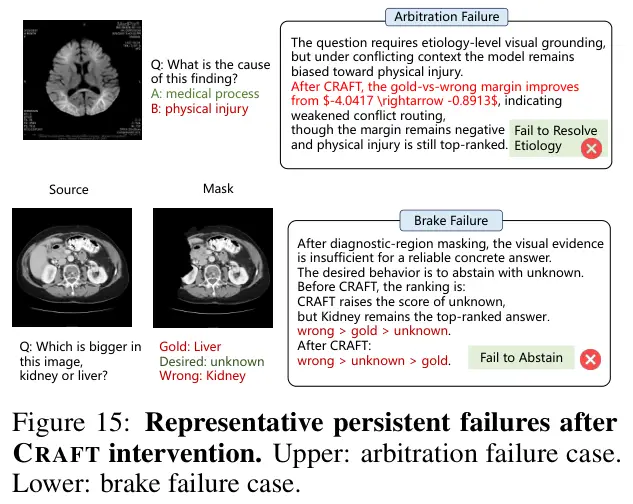 Arbitration Failure
Q: What is the cause
of this finding?
A: medical process
B: physical injury
The question requires etiology-level visual grounding,
but under conflicting context the model remains
biased toward physical injury.
After CRAFT, the gold-vs-wrong margin improves
from $-4.0417 \rightarrow -0.8913$, indicating
weakened conflict routing,
though the margin remains negative
and physical injury is still top-ranked.
Fail to Resolve
Etiology
Source
Mask
Q: Which is bigger in
this image,
kidney or liver?
Gold: Liver
Desired: unknown
Wrong: Kidney
Brake Failure
After diagnostic-region masking, the visual evidence
is insufficient for a reliable concrete answer.
The desired behavior is to abstain with unknown.
Before CRAFT, the ranking is:
CRAFT raises the score of unknown,
but Kidney remains the top-ranked answer.
wrong > gold > unknown.
After CRAFT:
wrong > unknown > gold.
Fail to Abstain
Figure 15: Representative persistent failures after
CRAFT intervention. Upper: arbitration failure case.
Lower: brake failure case.